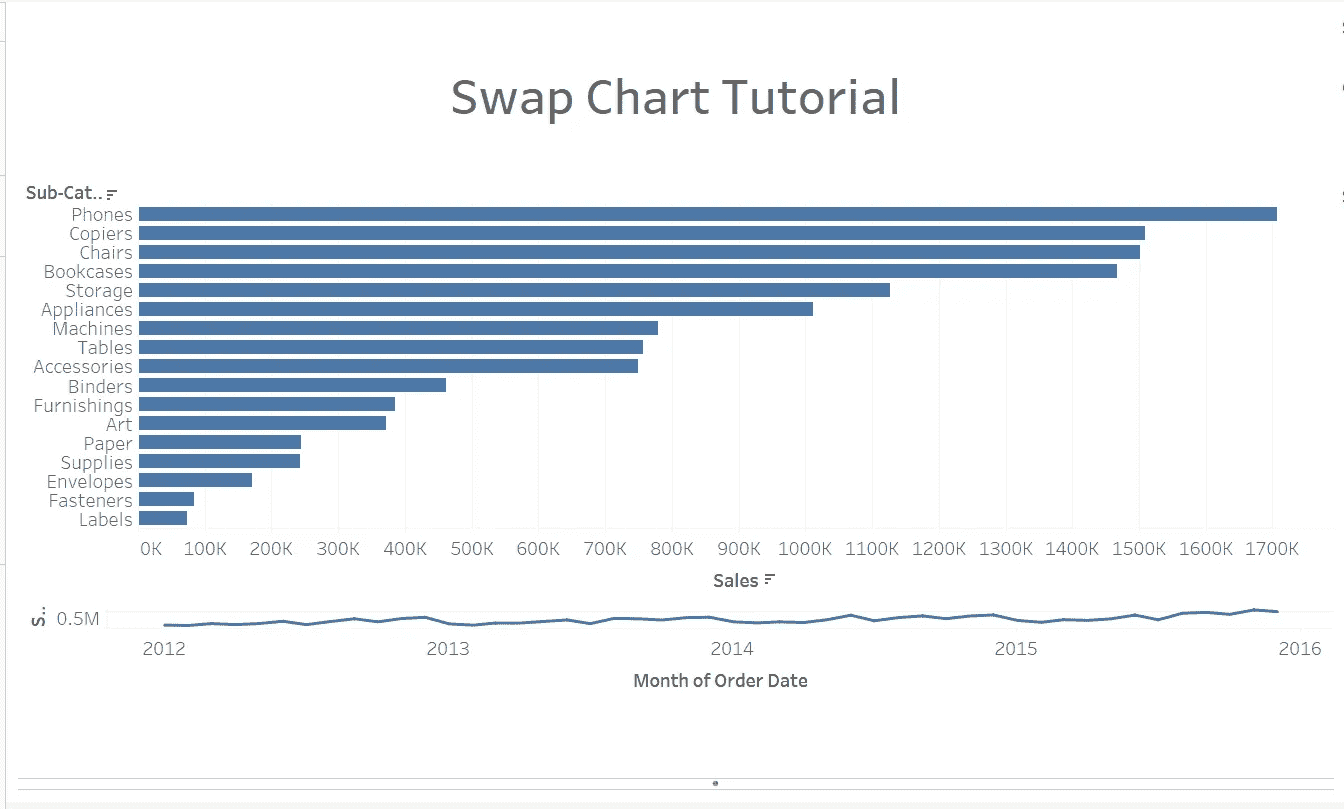 Swap Chart Tutorial
Sub-Cat..
Phones
Copiers
Chairs
Bookcases
Storage
Appliances
Machines
Tables
Accessories
Binders
Furnishings
Art
Paper
Supplies
Envelopes
Fasteners
Labels
0K 100K 200K 300K 400K 500K 600K 700K 800K 900K 1000K 1100K 1200K 1300K 1400K 1500K 1600K 1700K
Sales
S..
0.5M
2012 2013 2014 2015 2016
Month of Order Date